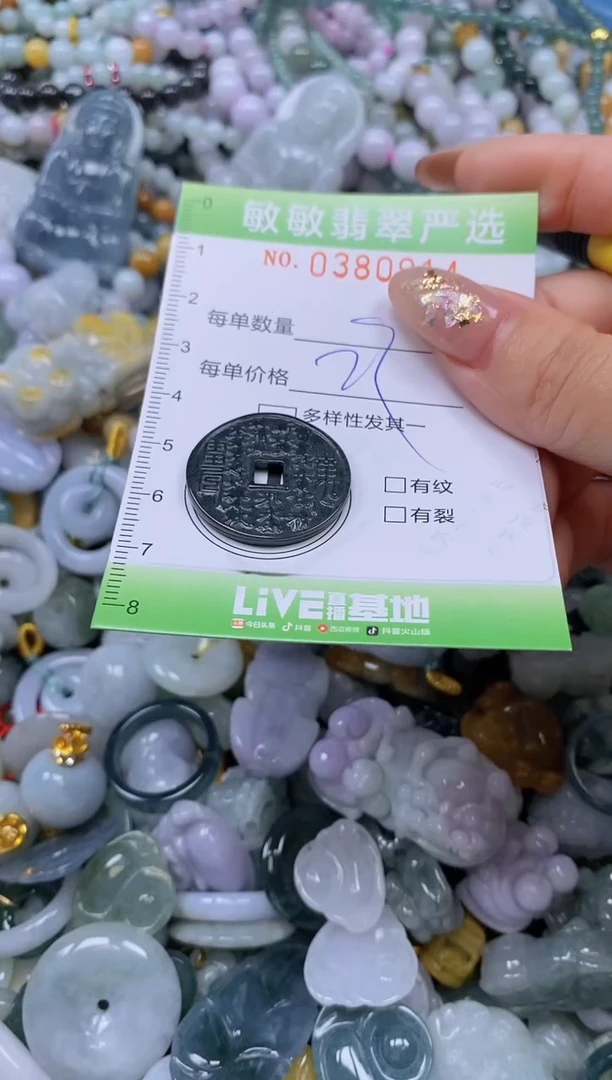 敏敏翡翠严选
NO. 0380914
每单数量
每单价格
多样性发其一
有纹
有裂
0
1
2
3
4
5
6
7
8
LiVE直播基地
今日头条 抖音 西瓜视频 抖音火山版